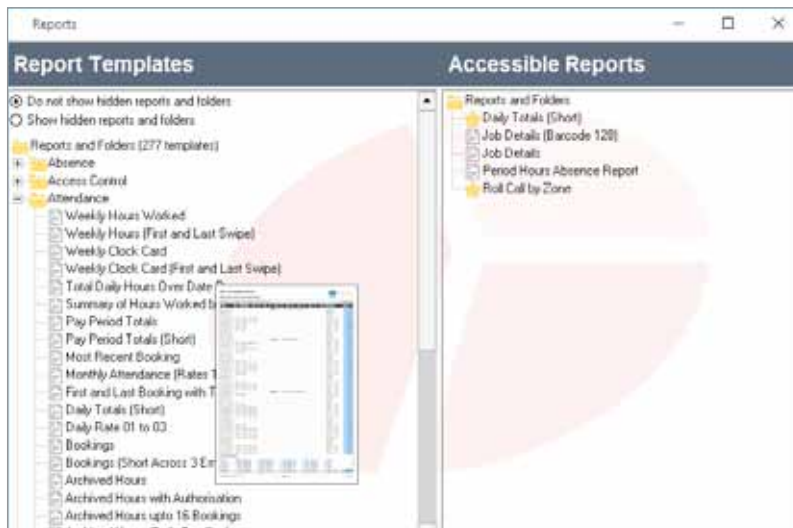 Reports
Report Templates
Do not show hidden reports and folders
Show hidden reports and folders
Reports and Folders (277 templates)
Absence
Access Control
Attendance
Weekly Hours Worked
Weekly Hours (First and Last Swipe)
Weekly Clock Card
Weekly Clock Card (First and Last Swipe)
Total Daily Hours Over Date
Summary of Hours Worked
Pay Period Totals
Pay Period Totals (Short)
Most Recent Booking
Monthly Attendance (Rates
First and Last Booking with
Daily Totals (Short)
Daily Rate 01 to 03
Bookings
Bookings (Short Across 3
Archived Hours
Archived Hours with Authorisation
Archived Hours upto 16 Bookings
Accessible Reports
Reports and Folders
Daily Totals (Short)
Job Details (Barcode 128)
Job Details
Period Hours Absence Report
Roll Call by Zone